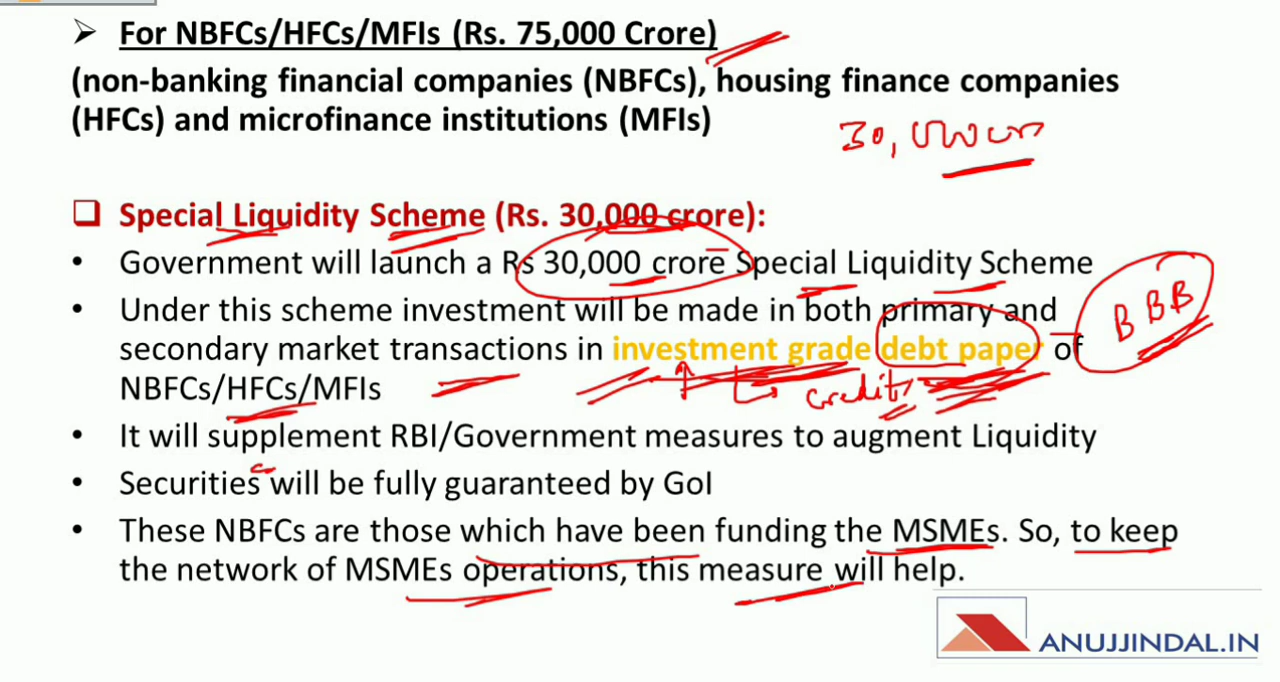 ➤ For NBFCs/HFCs/MFIs (Rs. 75,000 Crore)
(non-banking financial companies (NBFCs), housing finance companies
(HFCs) and microfinance institutions (MFIs)
30,
❑ Special Liquidity Scheme (Rs. 30,000 crore):
• Government will launch a Rs 30,000 crore Special Liquidity Scheme
• Under this scheme investment will be made in both primary and
secondary market transactions in investment grade debt paper of
NBFCs/HFCs/MFIs
BBB
credit
• It will supplement RBI/Government measures to augment Liquidity
• Securities will be fully guaranteed by GoI
• These NBFCs are those which have been funding the MSMEs. So, to keep
the network of MSMEs operations, this measure will help.
ANUJJINDAL.IN